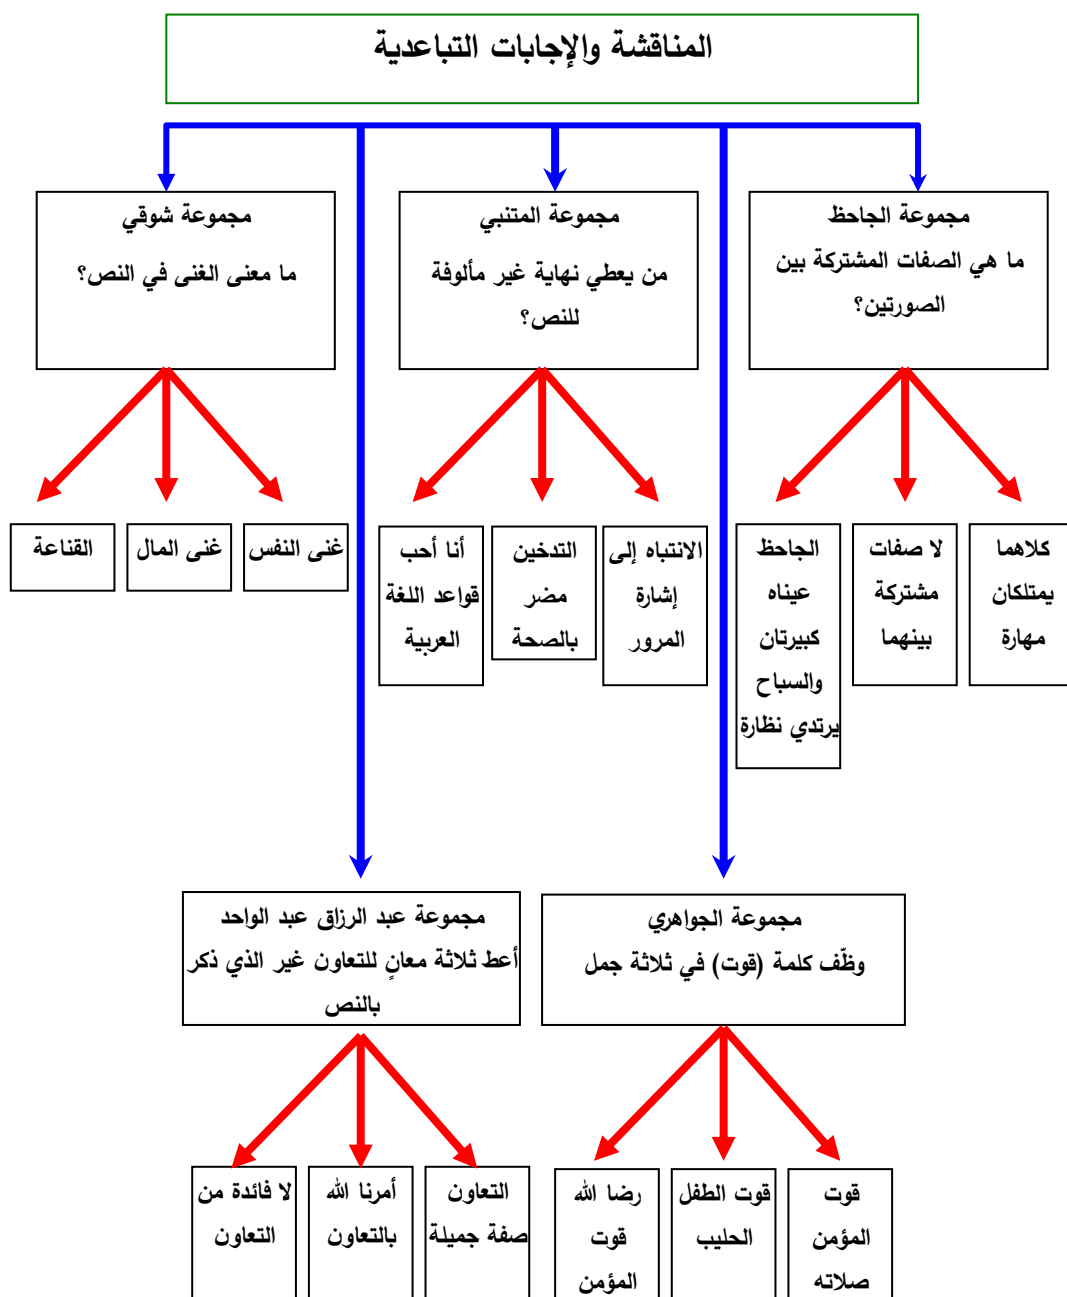 المناقشة والإجابات التباعدية
مجموعة الجاحظ
ما هي الصفات المشتركة بين
الصورتين؟
مجموعة المتنبي
من يعطي نهاية غير مألوفة
للنص؟
مجموعة شوقي
ما معنى الغنى في النص؟
كلاهما
يمتلكان
مهارة
لا صفات
مشتركة
بينهما
الجاحظ
عيناه
كبيرتان
والسباح
يرتدي نظارة
الانتباه إلى
إشارة
المرور
التدخين
مضر
بالصحة
أنا أحب
قواعد اللغة
العربية
غنى النفس
غنى المال
القناعة
مجموعة الجواهري
وظّف كلمة (قوت) في ثلاثة جمل
مجموعة عبد الرزاق عبد الواحد
أعط ثلاثة معانٍ للتعاون غير الذي ذكر
بالنص
قوت
المؤمن
صلاته
قوت الطفل
الحليب
رضا الله
قوت
المؤمن
التعاون
صفة جميلة
أمرنا الله
بالتعاون
لا فائدة من
التعاون